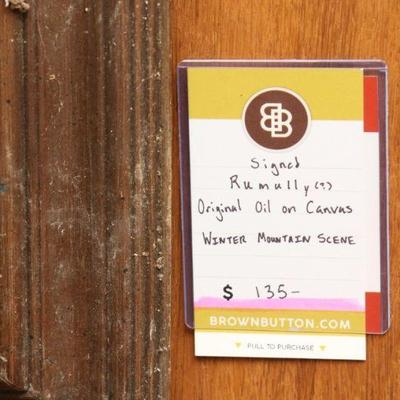 BB
Signed
Rumully (?)
Original Oil on Canvas
WINTER MOUNTAIN SCENE
$ 135-
BROWNBUTTON.COM
PULL TO PURCHASE